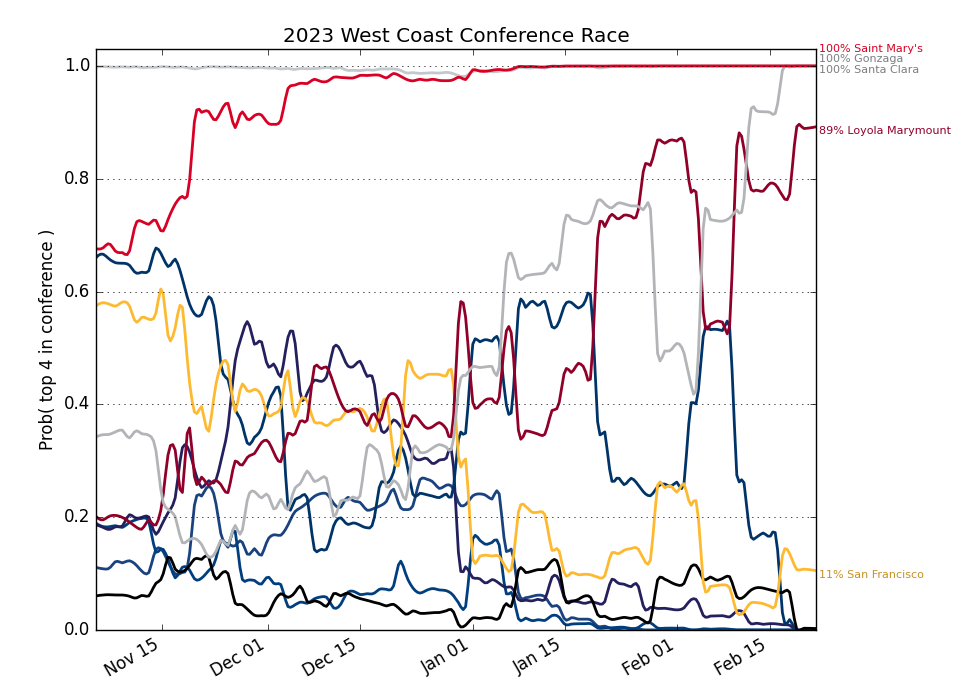 2023 West Coast Conference Race
100% Saint Mary's
100% Gonzaga
100% Santa Clara
89% Loyola Marymount
11% San Francisco
Prob( top 4 in conference )
1.0
0.8
0.6
0.4
0.2
0.0
Nov 15
Dec 01
Dec 15
Jan 01
Jan 15
Feb 01
Feb 15